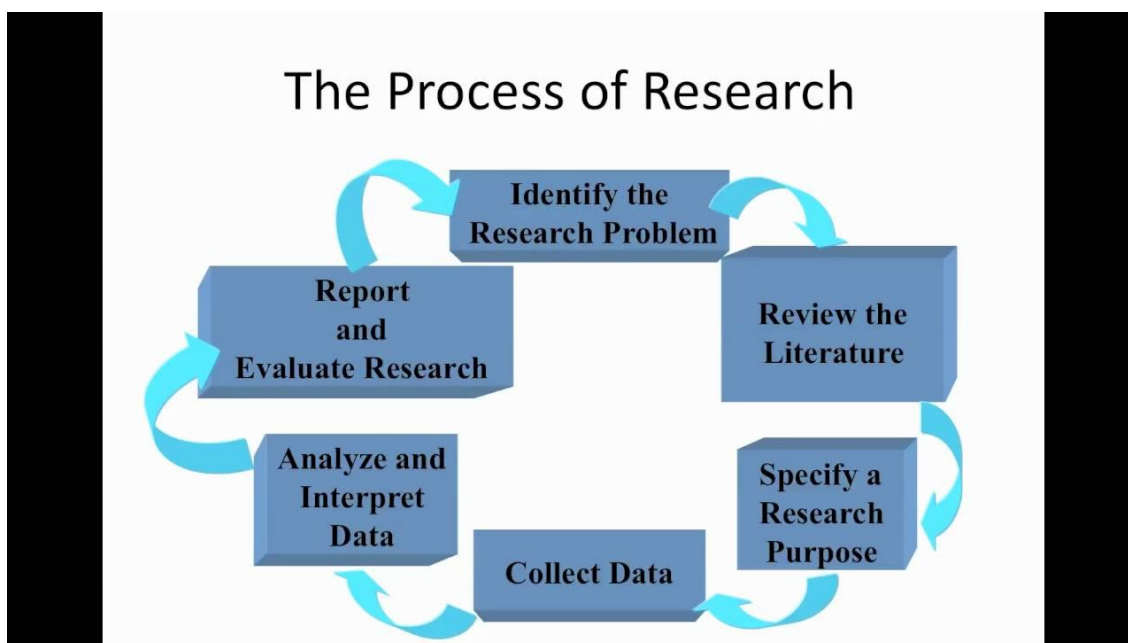 The Process of Research
Identify the
Research Problem
Review the
Literature
Specify a
Research
Purpose
Collect Data
Analyze and
Interpret
Data
Report
and
Evaluate Research